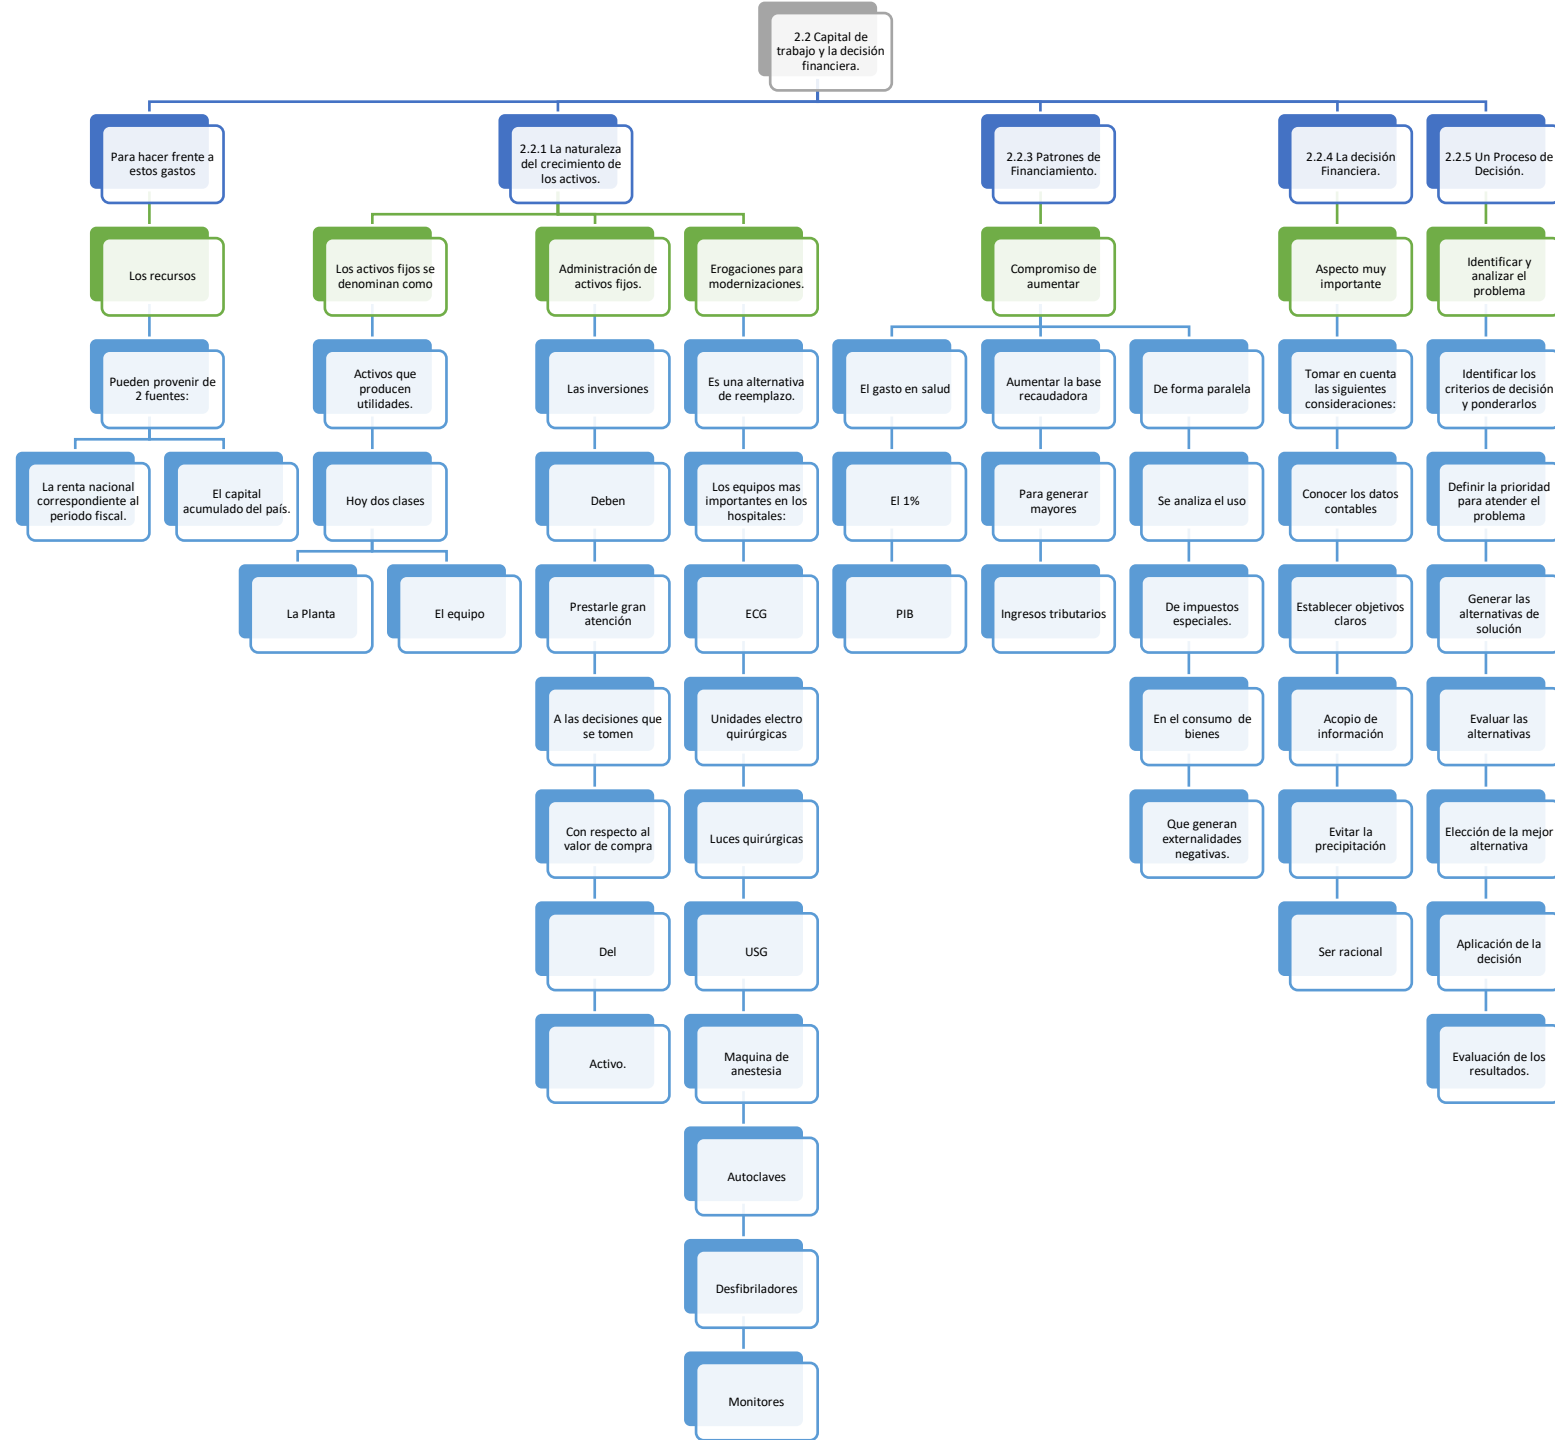 2.2 Capital de
trabajo y la decisión
financiera.
Para hacer frente a
estos gastos
2.2.1 La naturaleza
del crecimiento de
los activos.
2.2.3 Patrones de
Financiamiento.
2.2.4 La decisión
Financiera.
2.2.5 Un Proceso de
Decisión.
Los recursos
Los activos fijos se
denominan como
Administración de
activos fijos.
Erogaciones para
modernizaciones.
Compromiso de
aumentar
Aspecto muy
importante
Identificar y
analizar el
problema
Pueden provenir de
2 fuentes:
Activos que
producen
utilidades.
Las inversiones
Es una alternativa
de reemplazo.
El gasto en salud
Aumentar la base
recaudadora
De forma paralela
Tomar en cuenta
las siguientes
consideraciones:
Identificar los
criterios de decisión
y ponderarlos
La renta nacional
correspondiente al
periodo fiscal.
El capital
acumulado del país.
Hoy dos clases
Deben
Los equipos mas
importantes en los
hospitales:
El 1%
Para generar
mayores
Se analiza el uso
Conocer los datos
contables
Definir la prioridad
para atender el
problema
La Planta
El equipo
Prestarle gran
atención
ECG
PIB
Ingresos tributarios
De impuestos
especiales.
Establecer objetivos
claros
Generar las
alternativas de
solución
A las decisiones que
se tomen
Unidades electro
quirúrgicas
En el consumo  de
bienes
Acopio de
información
Evaluar las
alternativas
Con respecto al
valor de compra
Luces quirúrgicas
Que generan
externalidades
negativas.
Evitar la
precipitación
Elección de la mejor
alternativa
Del
USG
Ser racional
Aplicación de la
decisión
Activo.
Maquina de
anestesia
Evaluación de los
resultados.
Autoclaves
Desfibriladores
Monitores